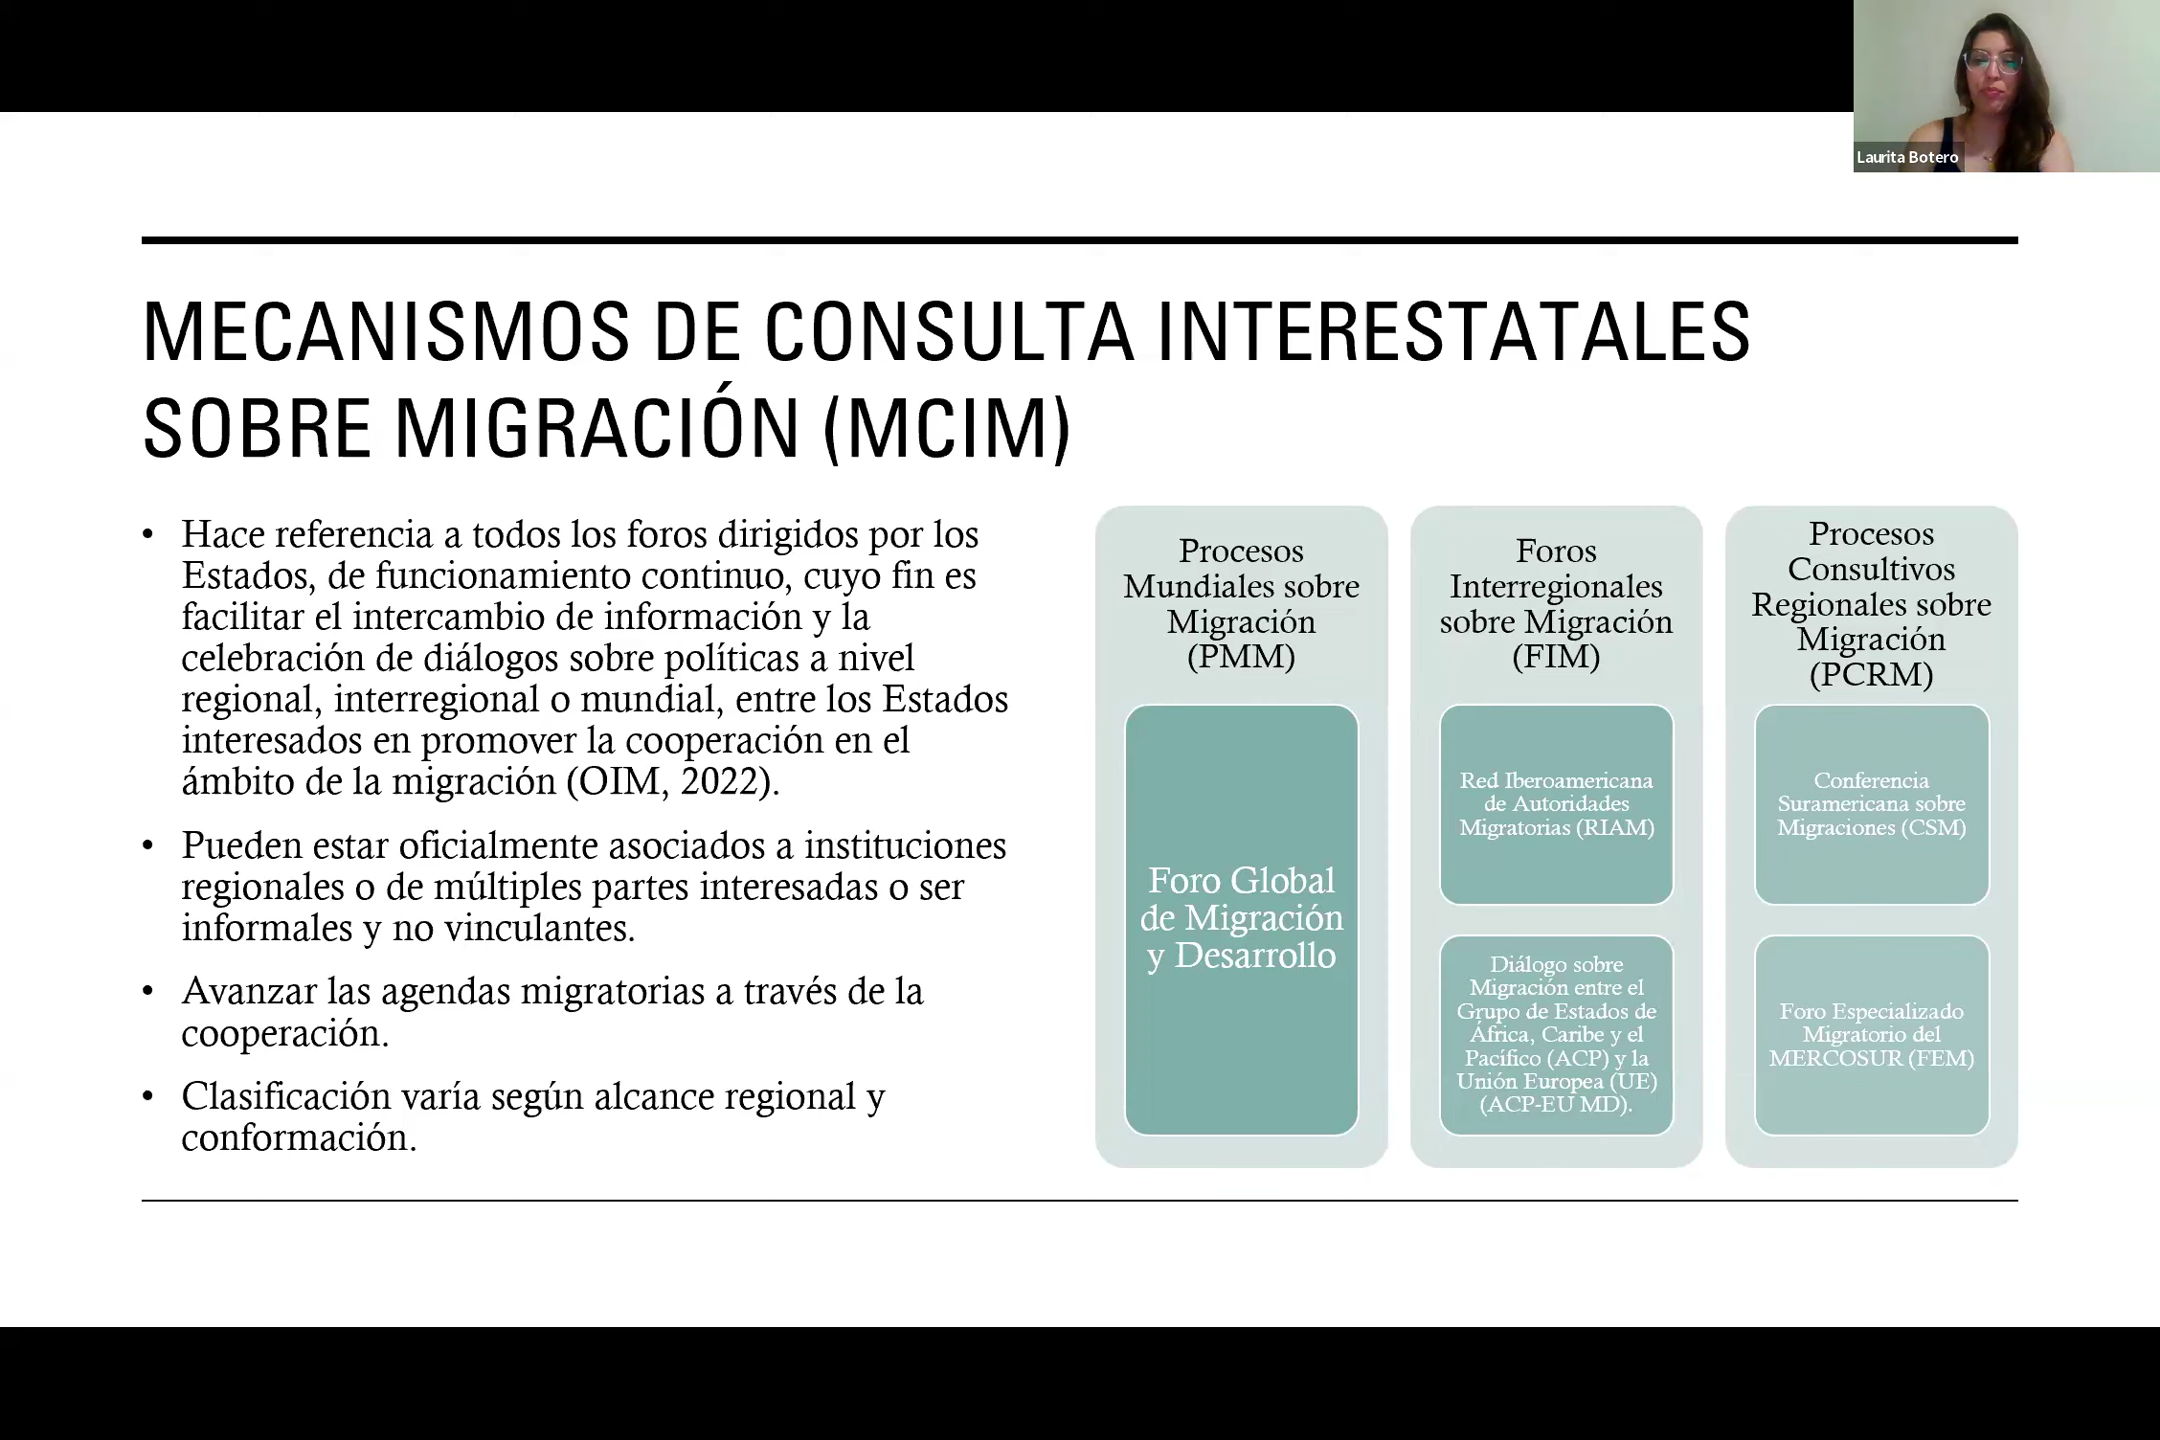 Laurita Botero
MECANISMOS DE CONSULTA INTERESTATALES
SOBRE MIGRACIÓN (MCIM)
• Hace referencia a todos los foros dirigidos por los
Estados, de funcionamiento continuo, cuyo fin es
facilitar el intercambio de información y la
celebración de diálogos sobre políticas a nivel
regional, interregional o mundial, entre los Estados
interesados en promover la cooperación en el
ámbito de la migración (OIM, 2022).
• Pueden estar oficialmente asociados a instituciones
regionales o de múltiples partes interesadas o ser
informales y no vinculantes.
• Avanzar las agendas migratorias a través de la
cooperación.
• Clasificación varía según alcance regional y
conformación.
Procesos
Mundiales sobre
Migración
(PMM)
Foro Global
de Migración
y Desarrollo
Foros
Interregionales
sobre Migración
(FIM)
Red Iberoamericana
de Autoridades
Migratorias (RIAM)
Diálogo sobre
Migración entre el
Grupo de Estados de
África, Caribe y el
Pacífico (ACP) y la
Unión Europea (UE)
(ACP-EU MD).
Procesos
Consultivos
Regionales sobre
Migración
(PCRM)
Conferencia
Suramericana sobre
Migraciones (CSM)
Foro Especializado
Migratorio del
MERCOSUR (FEM)